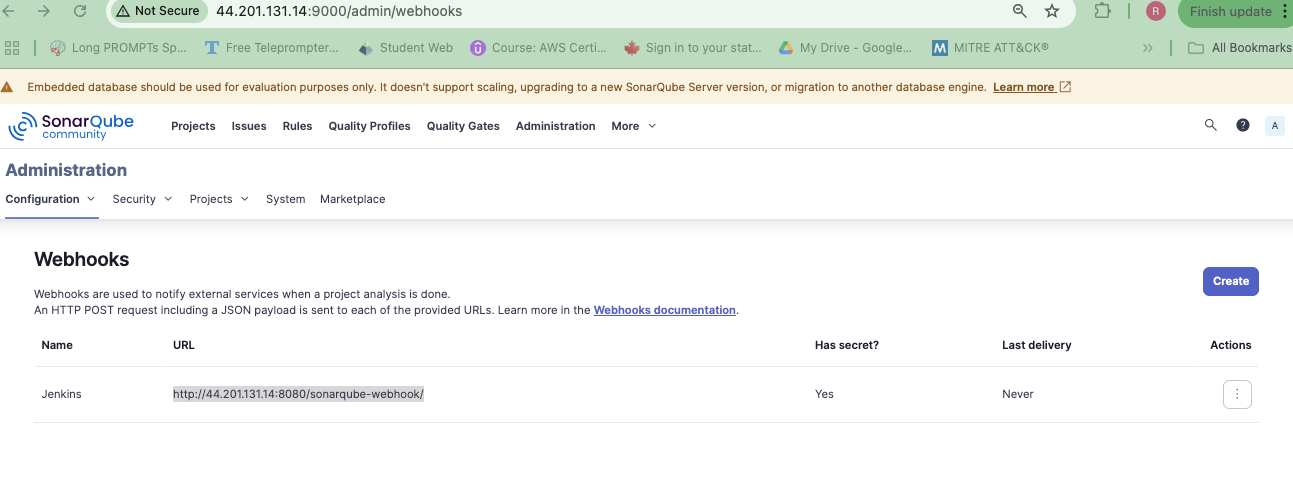 Not Secure 44.201.131.14:9000/admin/webhooks R Finish update
Long PROMPTs Sp... Free Teleprompter... Student Web Course: AWS Certi... Sign in to your stat... My Drive - Google... MITRE ATT&CK® » All Bookmarks
Embedded database should be used for evaluation purposes only. It doesn't support scaling, upgrading to a new SonarQube Server version, or migration to another database engine. Learn more
SonarQube community Projects Issues Rules Quality Profiles Quality Gates Administration More A
Administration
Configuration Security Projects System Marketplace
Webhooks
Create
Webhooks are used to notify external services when a project analysis is done.
An HTTP POST request including a JSON payload is sent to each of the provided URLs. Learn more in the Webhooks documentation.
Name URL Has secret? Last delivery Actions
Jenkins http://44.201.131.14:8080/sonarqube-webhook/ Yes Never